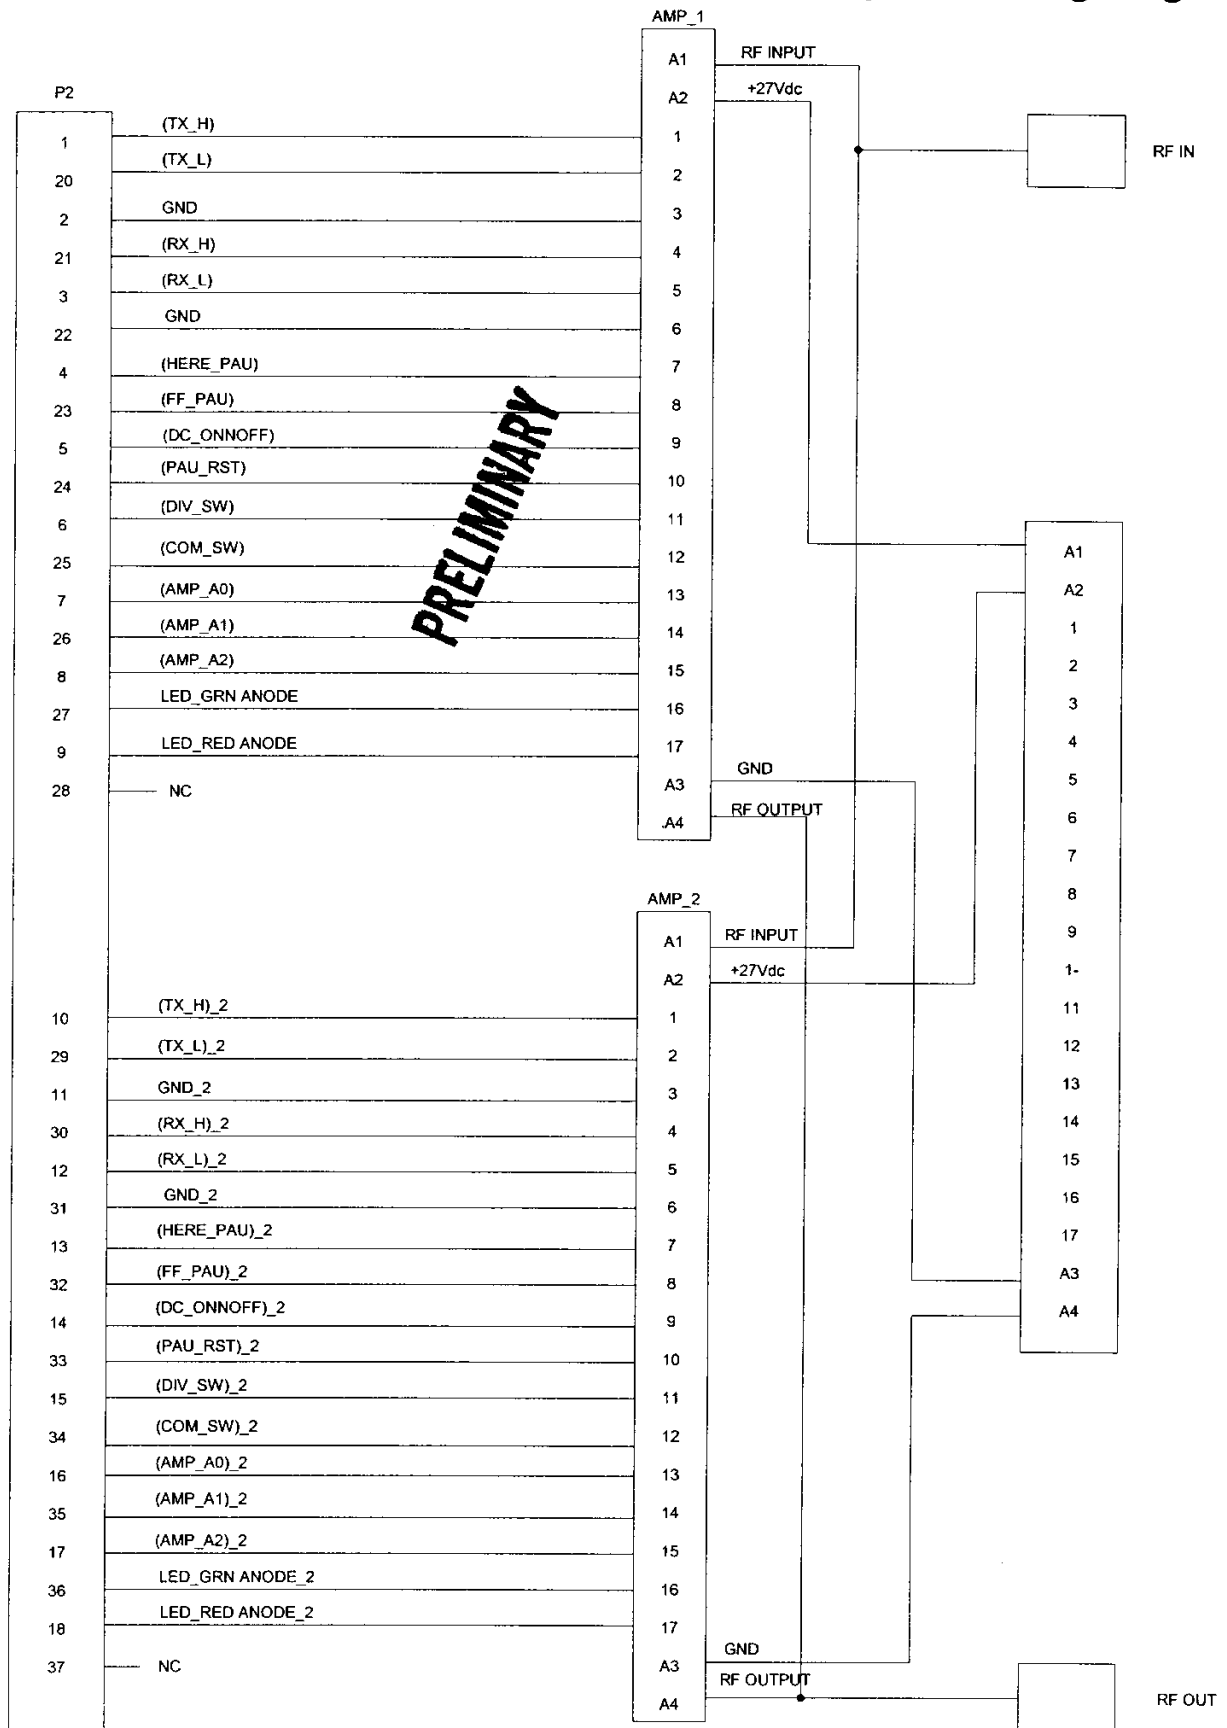 AMP_1
P2
A1 RF INPUT
A2 +27Vdc
1 (TX_H) 1
RF IN
20 (TX_L) 2
2 GND 3
21 (RX_H) 4
3 (RX_L) 5
22 GND 6
4 (HERE_PAU) 7
23 (FF_PAU) 8
5 (DC_ONNOFF) 9
24 (PAU_RST) 10
6 (DIV_SW) 11
25 (COM_SW) 12
7 (AMP_A0) 13
26 (AMP_A1) 14
8 (AMP_A2) 15
27 LED_GRN ANODE 16
9 LED_RED ANODE 17
28 NC
A3 GND
A4 RF OUTPUT
PRELIMINARY
A1
A2
1
2
3
4
5
6
7
8
9
1-
11
12
13
14
15
16
17
A3
A4
AMP_2
A1 RF INPUT
A2 +27Vdc
10 (TX_H)_2 1
29 (TX_L)_2 2
11 GND_2 3
30 (RX_H)_2 4
12 (RX_L)_2 5
31 GND_2 6
13 (HERE_PAU)_2 7
32 (FF_PAU)_2 8
14 (DC_ONNOFF)_2 9
33 (PAU_RST)_2 10
15 (DIV_SW)_2 11
34 (COM_SW)_2 12
16 (AMP_A0)_2 13
35 (AMP_A1)_2 14
17 (AMP_A2)_2 15
36 LED_GRN ANODE_2 16
18 LED_RED ANODE_2 17
37 NC
A3 GND
A4 RF OUTPUT
RF OUT